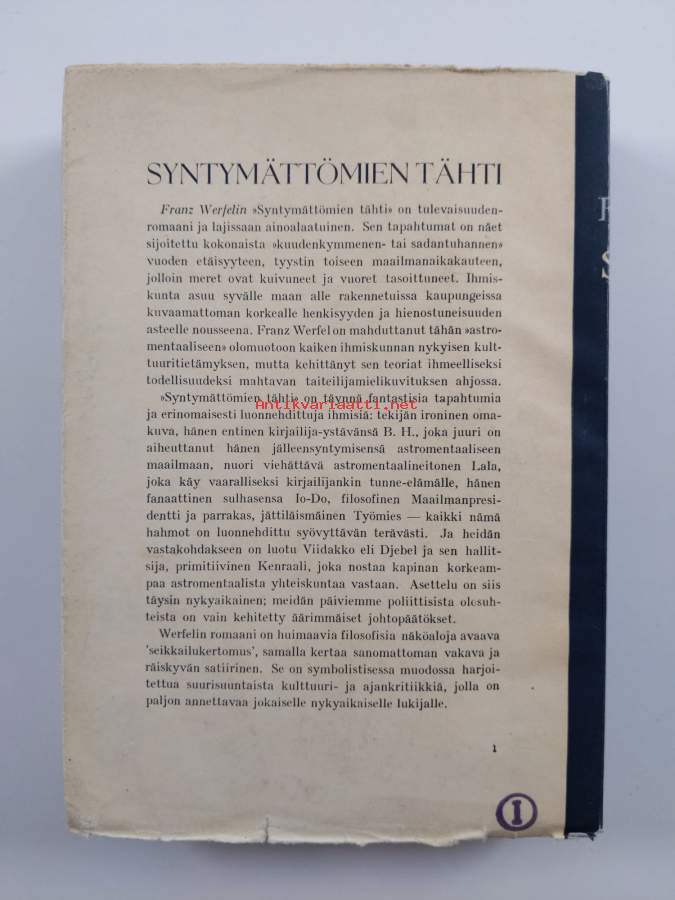 SYNTYMÄTTÖMIEN TÄHTI
Franz Werfelin »Syntymättömien tähti» on tulevaisuuden-
romaani ja lajissaan ainoalaatuinen. Sen tapahtumat on näet
sijoitettu kokonaista »kuudenkymmenen- tai sadantuhannen»
vuoden etäisyyteen, tyystin toiseen maailmanaikakauteen,
jolloin meret ovat kuivuneet ja vuoret tasoittuneet. Ihmis-
kunta asuu syvälle maan alle rakennetuissa kaupungeissa
kuvaamattoman korkealle henkisyyden ja hienostuneisuuden
asteelle nousseena. Franz Werfel on mahduttanut tähän »astro-
mentaaliseen» olomuotoon kaiken ihmiskunnan nykyisen kult-
tuuritietämyksen, mutta kehittänyt sen teoriat ihmeelliseksi
todellisuudeksi mahtavan taiteilijamielikuvituksen ahjossa.
»Syntymättömien tähti» on täynnä fantastisia tapahtumia
Antikvariaatti.net
ja erinomaisesti luonnehdittuja ihmisiä: tekijän ironinen oma-
kuva, hänen entinen kirjailija-ystävänsä B. H., joka juuri on
aiheuttanut hänen jälleensyntymisensä astromentaaliseen
maailmaan, nuori viehättävä astromentaalineitonen Lala,
joka käy vaaralliseksi kirjailijankin tunne-elämälle, hänen
fanaattinen sulhasensa Io-Do, filosofinen Maailmanpresi-
dentti ja parrakas, jättiläismäinen Työmies — kaikki nämä
hahmot on luonnehdittu syövyttävän terävästi. Ja heidän
vastakohdakseen on luotu Viidakko eli Djebel ja sen hallit-
sija, primitiivinen Kenraali, joka nostaa kapinan korkeam-
paa astromentaalista yhteiskuntaa vastaan. Asettelu on siis
täysin nykyaikainen; meidän päiviemme poliittisista olosuh-
teista on vain kehitetty äärimmäiset johtopäätökset.
Werfelin romaani on huimaavia filosofisia näköaloja avaava
'seikkailukertomus', samalla kertaa sanomattoman vakava ja
räiskyvän satiirinen. Se on symbolistisessa muodossa harjoi-
tettua suurisuuntaista kulttuuri- ja ajankritiikkiä, jolla on
paljon annettavaa jokaiselle nykyaikaiselle lukijalle.
1
I